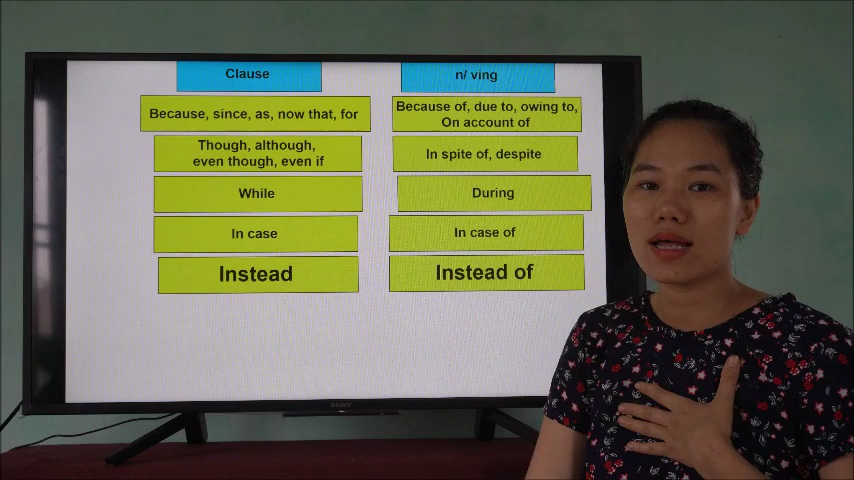 Clause
n/ ving
Because, since, as, now that, for
Because of, due to, owing to,
On account of
Though, although,
even though, even if
In spite of, despite
While
During
In case
In case of
Instead
Instead of
SONY